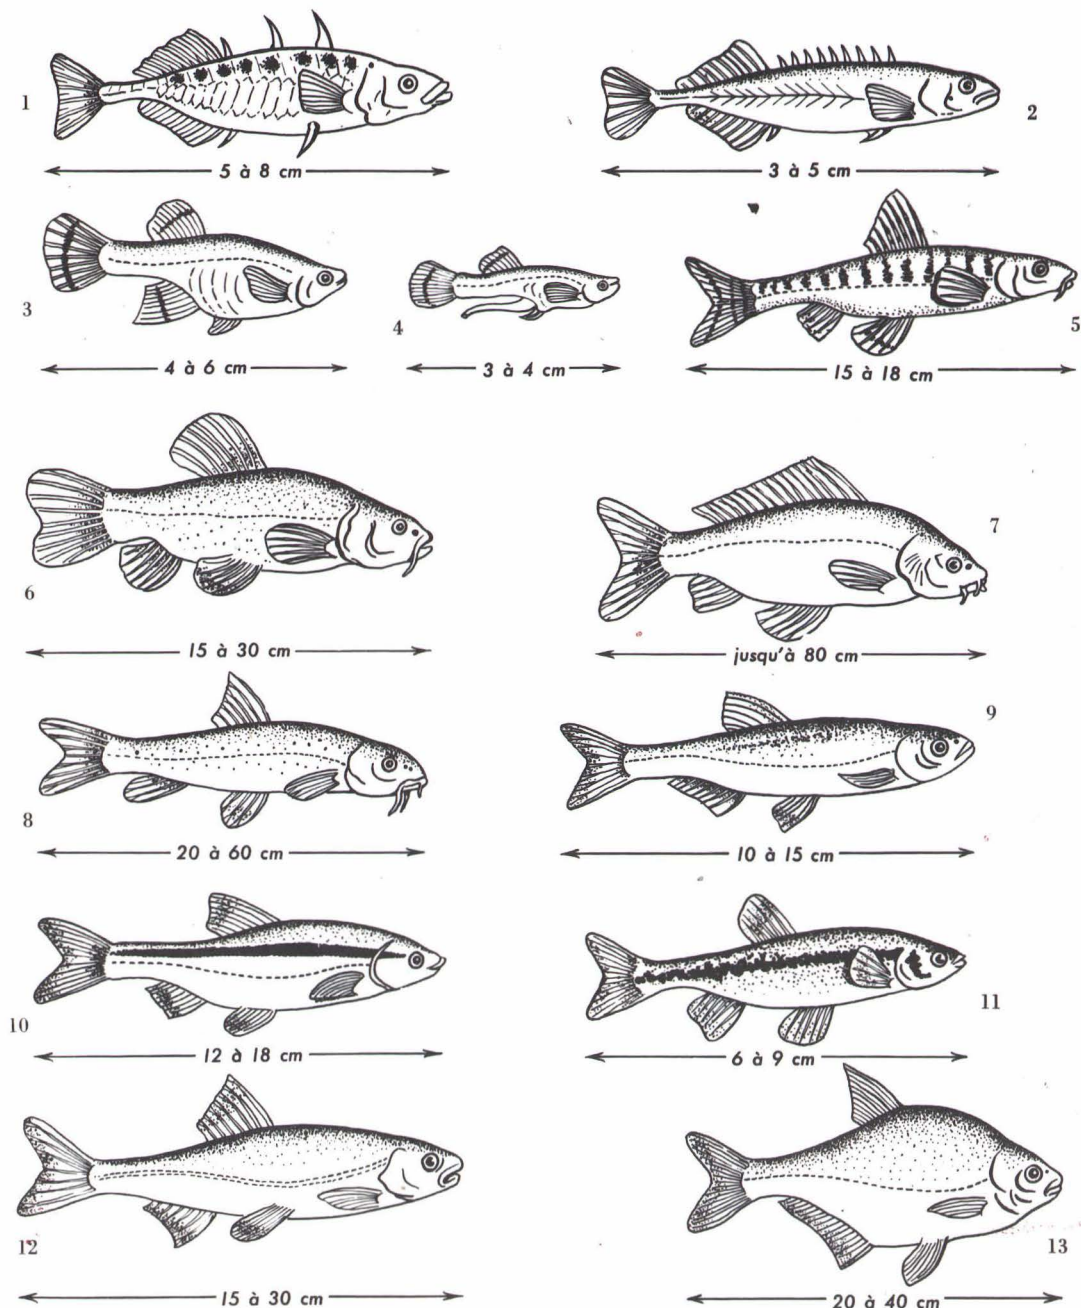 1
5 à 8 cm
2
3 à 5 cm
3
4 à 6 cm
4
3 à 4 cm
5
15 à 18 cm
6
15 à 30 cm
7
jusqu'à 80 cm
8
20 à 60 cm
9
10 à 15 cm
10
12 à 18 cm
11
6 à 9 cm
12
15 à 30 cm
13
20 à 40 cm